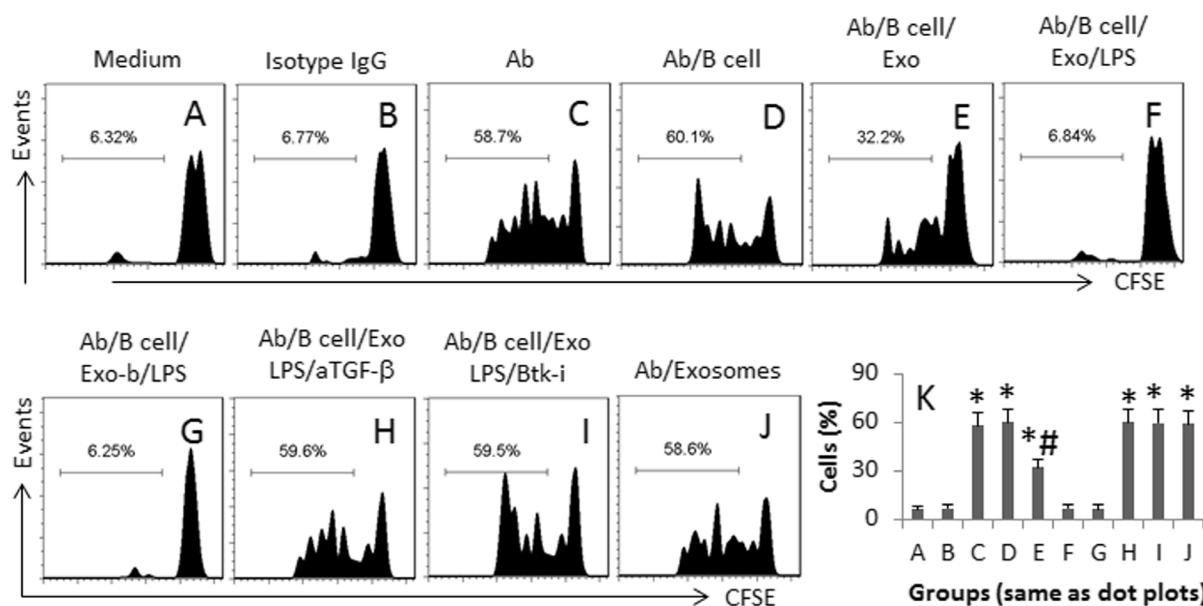 Medium
Isotype IgG
Ab
Ab/B cell
Ab/B cell/
Exo
Ab/B cell/
Exo/LPS
Events
6.32%
A
6.77%
B
58.7%
C
60.1%
D
32.2%
E
6.84%
F
CFSE
Ab/B cell/
Exo-b/LPS
Ab/B cell/Exo
LPS/aTGF-β
Ab/B cell/Exo
LPS/Btk-i
Ab/Exosomes
Events
6.25%
G
59.6%
H
59.5%
I
58.6%
J
CFSE
K
Cells (%)
90
60
30
0
* * *# * * *
A B C D E F G H I J
Groups (same as dot plots)